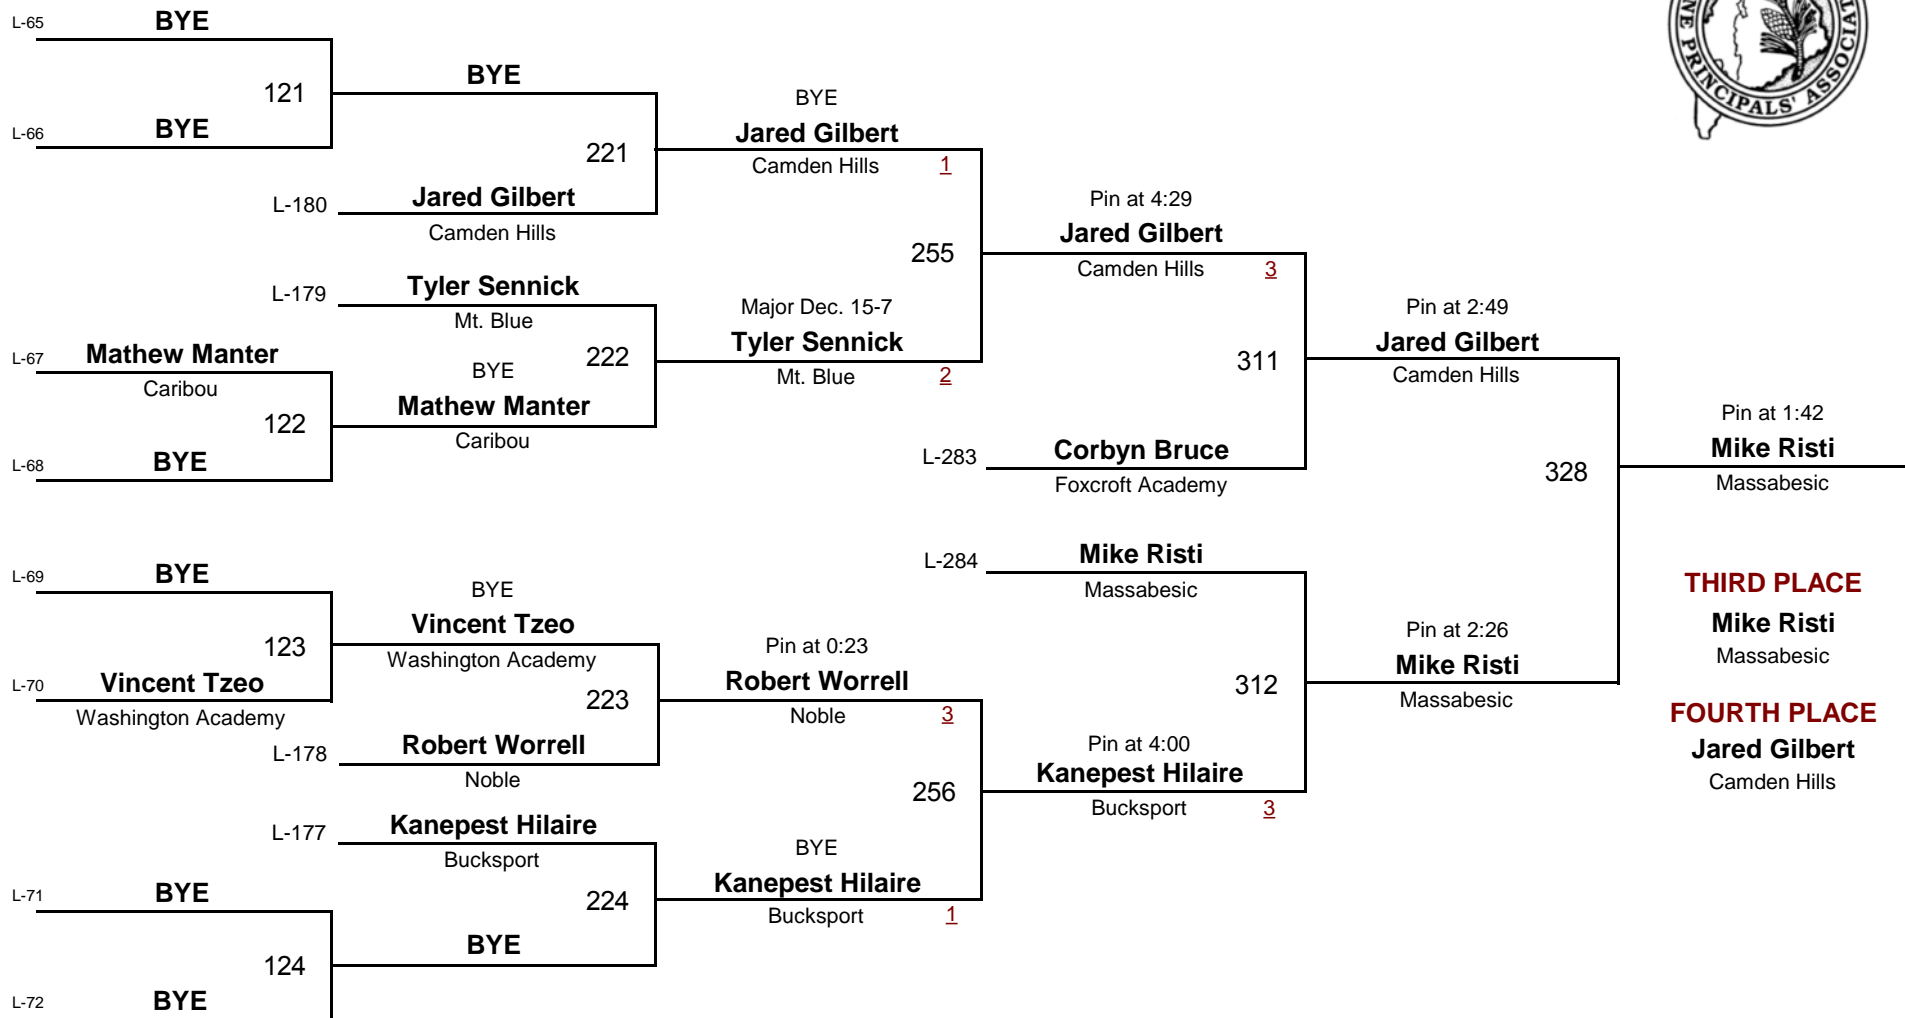 L-65 BYE
121
BYE
L-66 BYE
221
BYE
Jared Gilbert
Camden Hills 1
L-180 Jared Gilbert
Camden Hills
255
Pin at 4:29
Jared Gilbert
Camden Hills 3
L-179 Tyler Sennick
Mt. Blue
222
Major Dec. 15-7
Tyler Sennick
Mt. Blue 2
L-67 Mathew Manter
Caribou
122
BYE
Mathew Manter
Caribou
L-68 BYE
311
Pin at 2:49
Jared Gilbert
Camden Hills
L-283 Corbyn Bruce
Foxcroft Academy
328
Pin at 1:42
Mike Risti
Massabesic
L-284 Mike Risti
Massabesic
L-69 BYE
123
BYE
Vincent Tzeo
Washington Academy
L-70 Vincent Tzeo
Washington Academy
223
Pin at 0:23
Robert Worrell
Noble 3
L-178 Robert Worrell
Noble
312
Pin at 2:26
Mike Risti
Massabesic
256
Pin at 4:00
Kanepest Hilaire
Bucksport 3
L-177 Kanepest Hilaire
Bucksport
224
BYE
Kanepest Hilaire
Bucksport 1
L-71 BYE
124
BYE
L-72 BYE
THIRD PLACE
Mike Risti
Massabesic
FOURTH PLACE
Jared Gilbert
Camden Hills
PRINCIPALS'